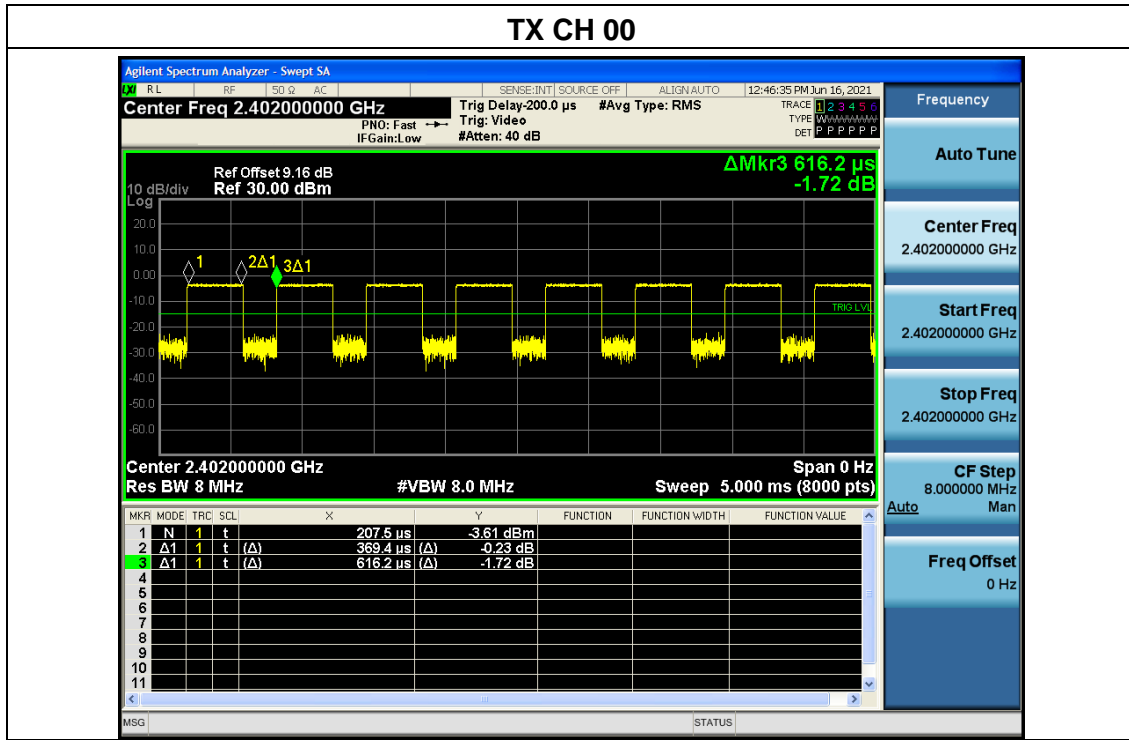 TX CH 00
Agilent Spectrum Analyzer - Swept SA
LXI RL RF 50 Ω AC SENSE:INT SOURCE OFF ALIGN AUTO 12:46:35 PM Jun 16, 2021
Center Freq 2.402000000 GHz
PNO: Fast
IFGain:Low
Trig Delay-200.0 µs #Avg Type: RMS
Trig: Video
#Atten: 40 dB
TRACE 1 2 3 4 5 6
TYPE
DET P P P P P P
ΔMkr3 616.2 µs
-1.72 dB
Ref Offset 9.16 dB
10 dB/div Ref 30.00 dBm
Log
20.0
10.0
0.00
-10.0
-20.0
-30.0
-40.0
-50.0
-60.0
1
2Δ1
3Δ1
TRIG LVL
Center 2.402000000 GHz Span 0 Hz
Res BW 8 MHz #VBW 8.0 MHz Sweep 5.000 ms (8000 pts)
MKR MODE TRC SCL X Y FUNCTION FUNCTION WIDTH FUNCTION VALUE
1 N 1 t 207.5 µs -3.61 dBm
2 Δ1 1 t (Δ) 369.4 µs (Δ) -0.23 dB
3 Δ1 1 t (Δ) 616.2 µs (Δ) -1.72 dB
4
5
6
7
8
9
10
11
MSG STATUS
Frequency
Auto Tune
Center Freq
2.402000000 GHz
Start Freq
2.402000000 GHz
Stop Freq
2.402000000 GHz
CF Step
8.000000 MHz
Auto Man
Freq Offset
0 Hz